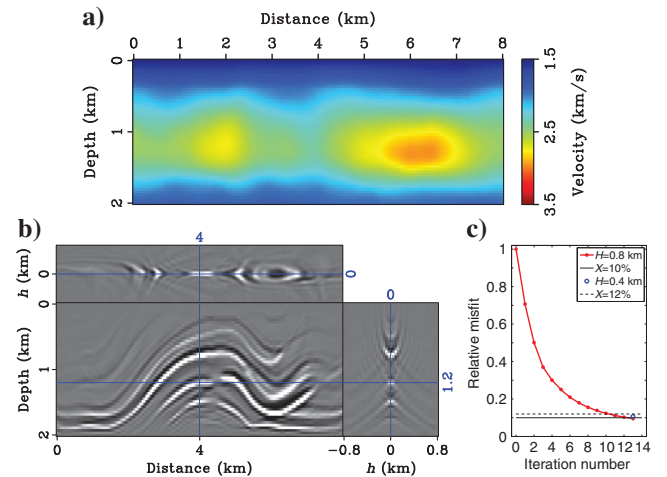 a)
Distance (km)
0 1 2 3 4 5 6 7 8
Depth (km)
0
1
2
1.5
2.5
3.5
Velocity (km/s)
b)
4
h (km)
0
0
0
Depth (km)
0
1
2
1.2
0 4 -0.8 0 0.8
Distance (km) h (km)
c)
H=0.8 km
X=10%
H=0.4 km
X=12%
Relative misfit
1
0.8
0.6
0.4
0.2
0
0 2 4 6 8 10 12 14
Iteration number